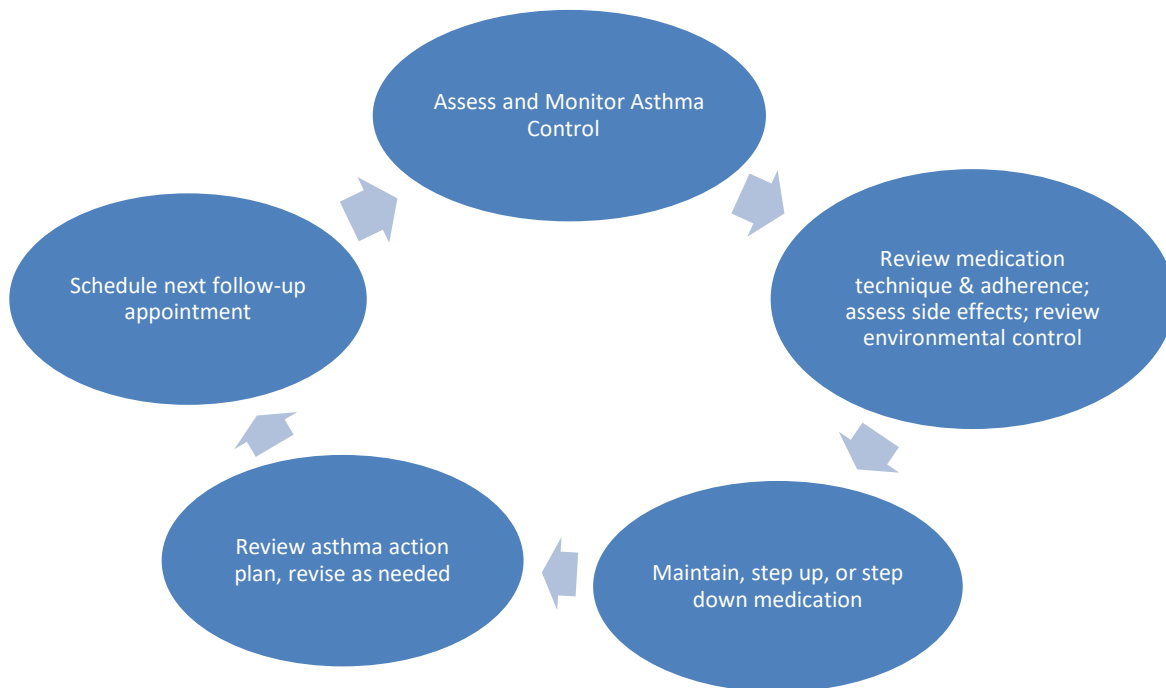 Assess and Monitor Asthma
Control
Review medication
technique & adherence;
assess side effects; review
environmental control
Maintain, step up, or step
down medication
Review asthma action
plan, revise as needed
Schedule next follow-up
appointment